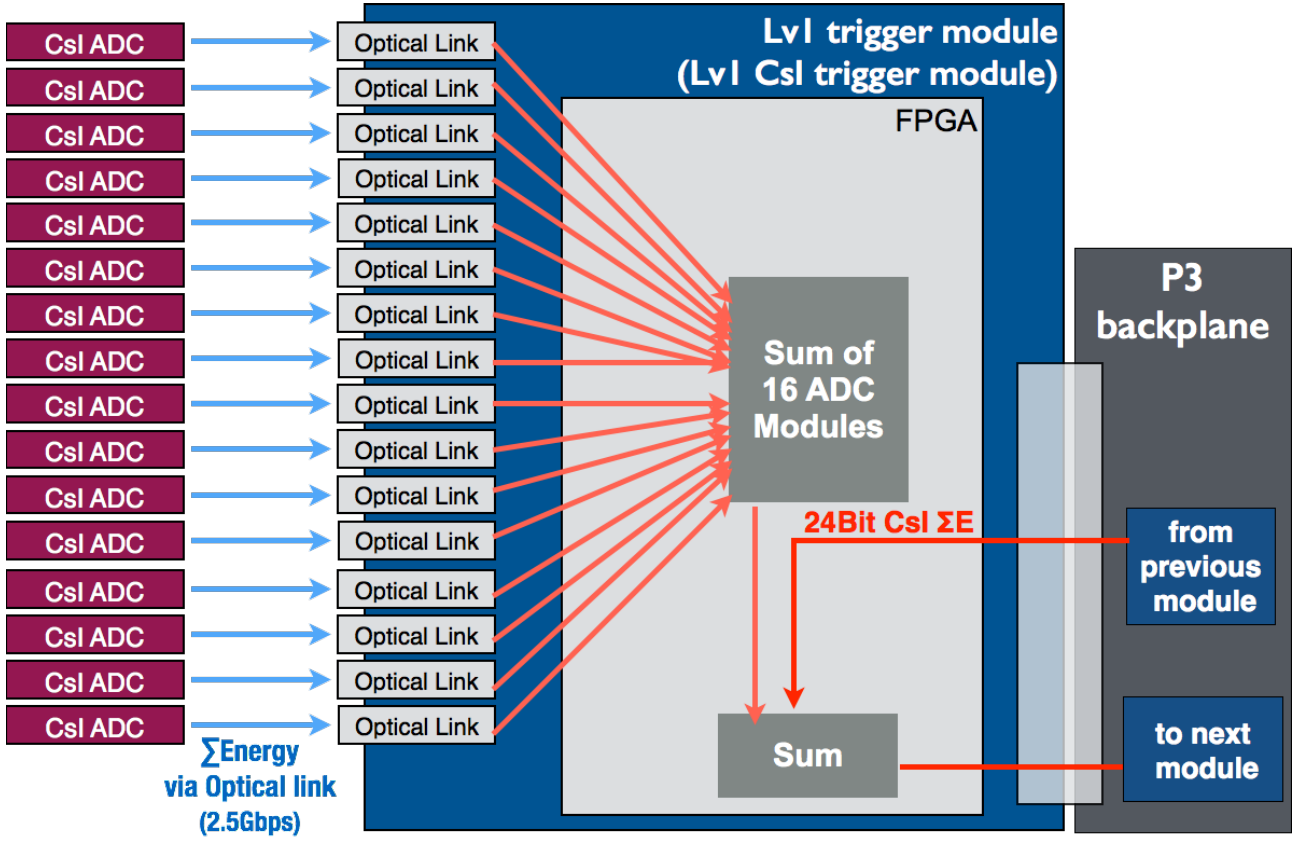 Lv1 trigger module
(Lv1 CsI trigger module)
FPGA
CsI ADC
Optical Link
CsI ADC
Optical Link
CsI ADC
Optical Link
CsI ADC
Optical Link
CsI ADC
Optical Link
CsI ADC
Optical Link
CsI ADC
Optical Link
CsI ADC
Optical Link
CsI ADC
Optical Link
CsI ADC
Optical Link
CsI ADC
Optical Link
CsI ADC
Optical Link
CsI ADC
Optical Link
CsI ADC
Optical Link
CsI ADC
Optical Link
CsI ADC
Optical Link
∑Energy
via Optical link
(2.5Gbps)
Sum of
16 ADC
Modules
24Bit CsI ΣE
Sum
P3
backplane
from
previous
module
to next
module